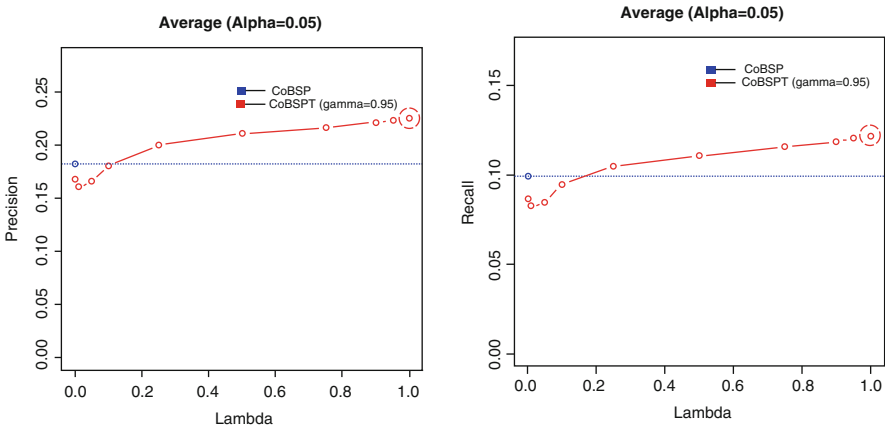 Average (Alpha=0.05)
CoBSP
CoBSPT (gamma=0.95)
Precision
0.25
0.20
0.15
0.10
0.05
0.00
0.0 0.2 0.4 0.6 0.8 1.0
Lambda
Average (Alpha=0.05)
CoBSP
CoBSPT (gamma=0.95)
Recall
0.15
0.10
0.05
0.00
0.0 0.2 0.4 0.6 0.8 1.0
Lambda